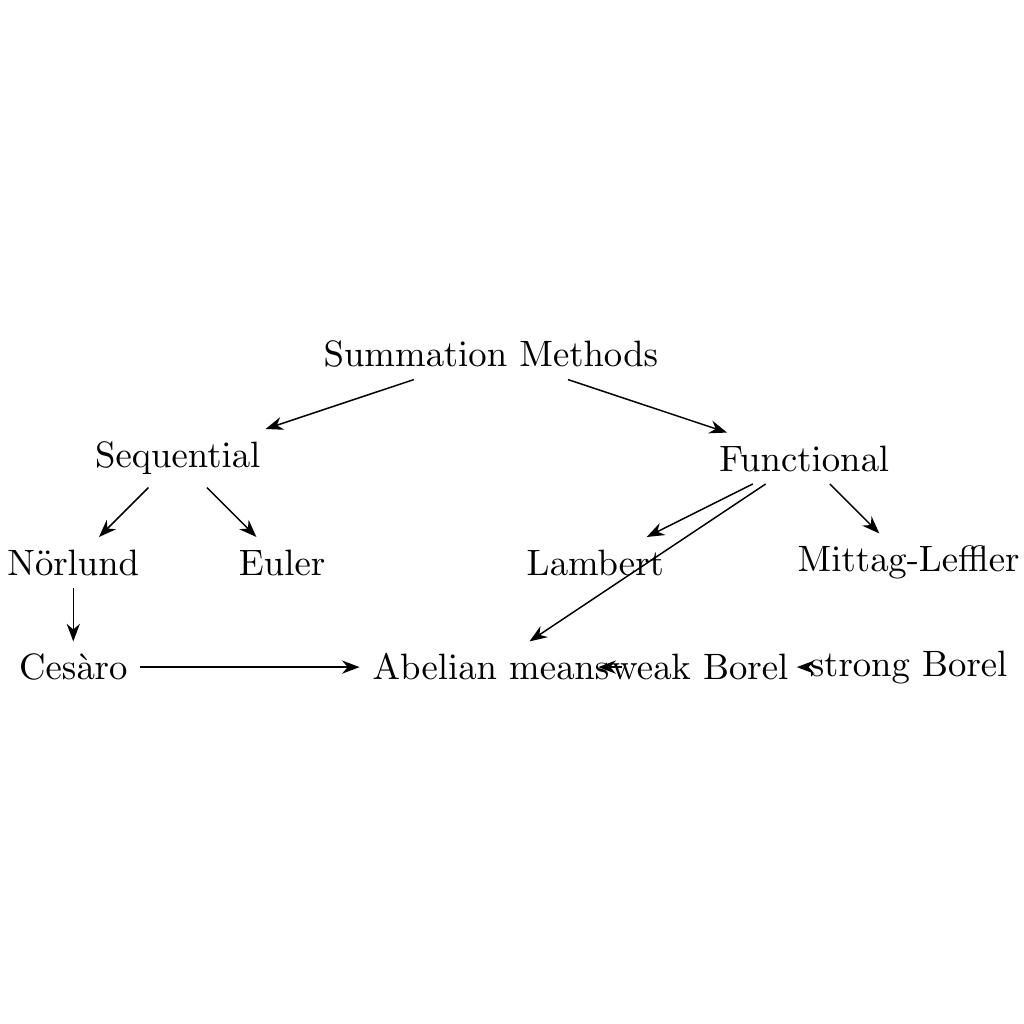 Summation Methods
Sequential
Functional
Nörlund
Euler
Lambert
Mittag-Leffler
Cesàro
Abelian means
weak Borel
strong Borel